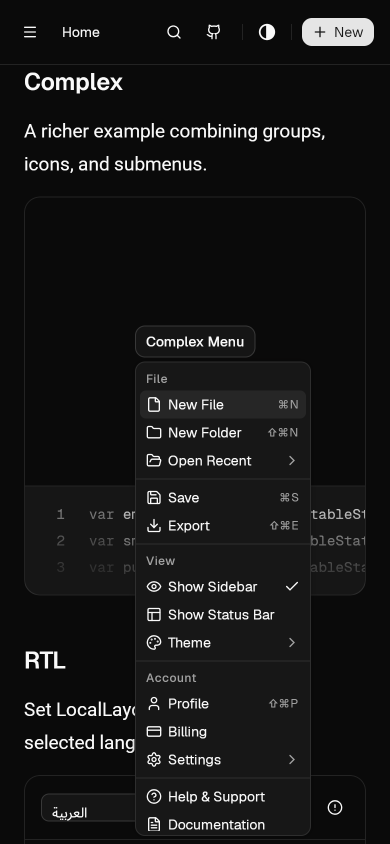 Home
New
Complex
A richer example combining groups,
icons, and submenus.
Complex Menu
File
New File ⌘N
New Folder ⇧⌘N
Open Recent
1 var
2 var
3 var
Save ⌘S
Export ⇧⌘E
View
Show Sidebar
Show Status Bar
Theme
Account
Profile ⇧⌘P
Billing
Settings
Help & Support
Documentation
RTL
Set
selected
العربية